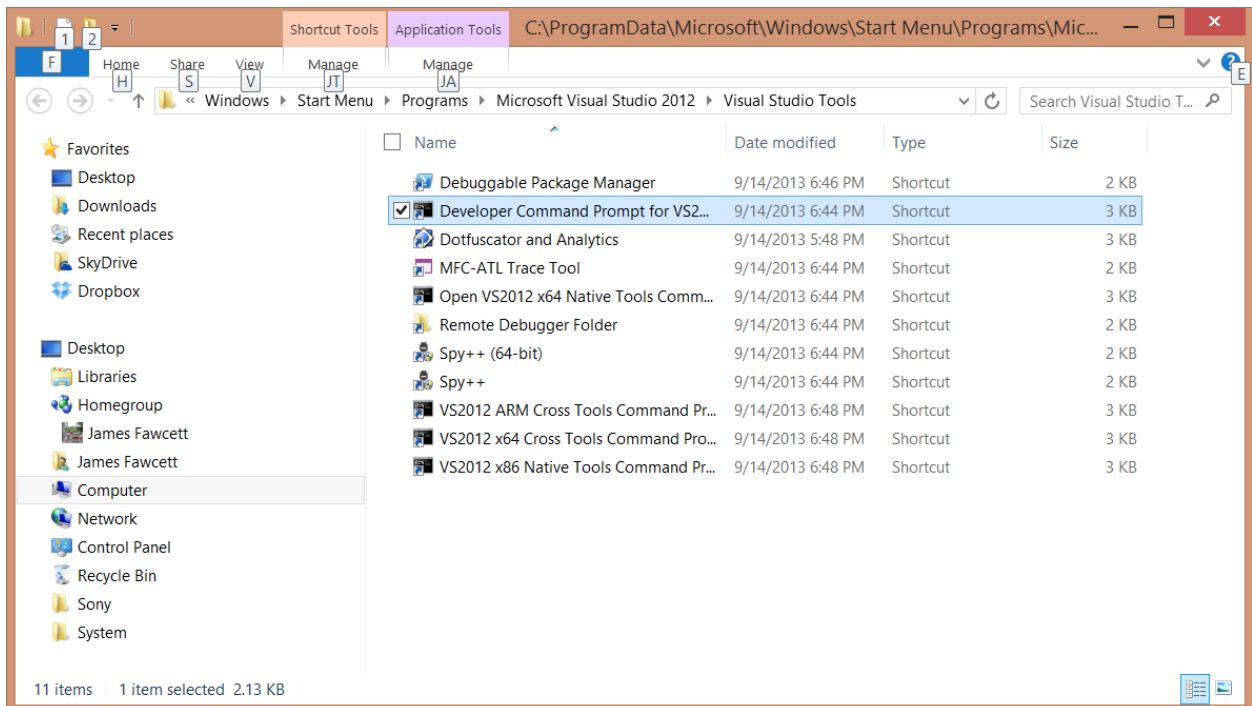 Shortcut Tools Application Tools C:\ProgramData\Microsoft\Windows\Start Menu\Programs\Mic...
1 2
Home Share View Manage Manage
F H S V JT JA E
« Windows Start Menu Programs Microsoft Visual Studio 2012 Visual Studio Tools Search Visual Studio T...
Name Date modified Type Size
Favorites
Desktop
Downloads
Recent places
SkyDrive
Dropbox
Desktop
Libraries
Homegroup
James Fawcett
James Fawcett
Computer
Network
Control Panel
Recycle Bin
Sony
System
Debuggable Package Manager 9/14/2013 6:46 PM Shortcut 2 KB
Developer Command Prompt for VS2... 9/14/2013 6:44 PM Shortcut 3 KB
Dotfuscator and Analytics 9/14/2013 5:48 PM Shortcut 3 KB
MFC-ATL Trace Tool 9/14/2013 6:44 PM Shortcut 2 KB
Open VS2012 x64 Native Tools Comm... 9/14/2013 6:44 PM Shortcut 3 KB
Remote Debugger Folder 9/14/2013 6:44 PM Shortcut 2 KB
Spy++ (64-bit) 9/14/2013 6:44 PM Shortcut 2 KB
Spy++ 9/14/2013 6:44 PM Shortcut 2 KB
VS2012 ARM Cross Tools Command Pr... 9/14/2013 6:48 PM Shortcut 3 KB
VS2012 x64 Cross Tools Command Pro... 9/14/2013 6:48 PM Shortcut 3 KB
VS2012 x86 Native Tools Command Pr... 9/14/2013 6:48 PM Shortcut 3 KB
11 items 1 item selected 2.13 KB